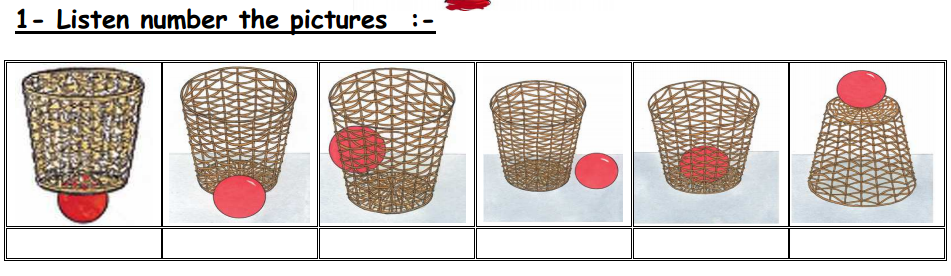 1- Listen number the pictures :-